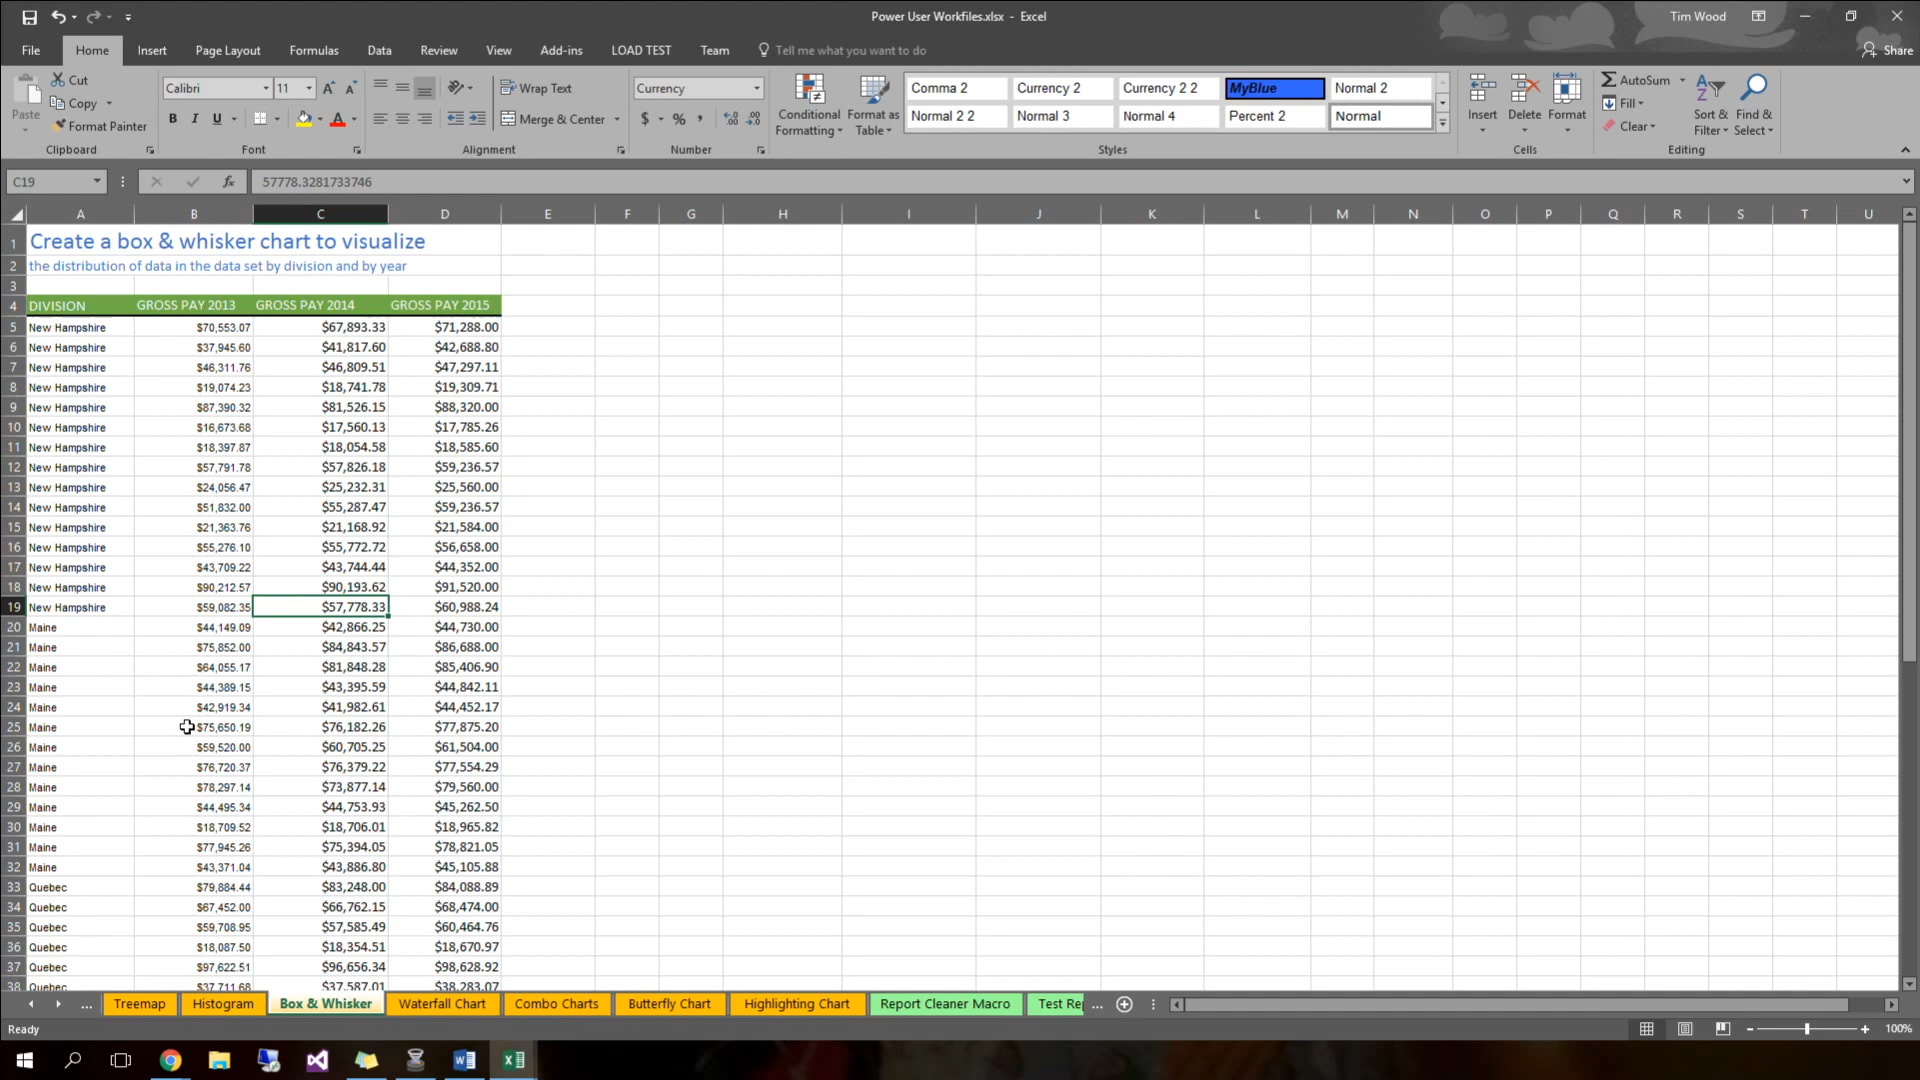 Power User Workfiles.xlsx - Excel
Tim Wood
File Home Insert Page Layout Formulas Data Review View Add-ins LOAD TEST Team Tell me what you want to do Share
Paste Cut Copy Format Painter Clipboard
Calibri 11 B I U Font
Wrap Text Merge & Center Alignment
Currency $ % , Number
Conditional Formatting Format as Table
Comma 2 Currency 2 Currency 2 2 MyBlue Normal 2
Normal 2 2 Normal 3 Normal 4 Percent 2 Normal
Styles
Insert Delete Format Cells
AutoSum Fill Clear Sort & Filter Find & Select Editing
C19 fx 57778.3281733746
A B C D E F G H I J K L M N O P Q R S T U
1 Create a box & whisker chart to visualize
2 the distribution of data in the data set by division and by year
3
4 DIVISION GROSS PAY 2013 GROSS PAY 2014 GROSS PAY 2015
5 New Hampshire $70,553.07 $67,893.33 $71,288.00
6 New Hampshire $37,945.60 $41,817.60 $42,688.80
7 New Hampshire $46,311.76 $46,809.51 $47,297.11
8 New Hampshire $19,074.23 $18,741.78 $19,309.71
9 New Hampshire $87,390.32 $81,526.15 $88,320.00
10 New Hampshire $16,673.68 $17,560.13 $17,785.26
11 New Hampshire $18,397.87 $18,054.58 $18,585.60
12 New Hampshire $57,791.78 $57,826.18 $59,236.57
13 New Hampshire $24,056.47 $25,232.31 $25,560.00
14 New Hampshire $51,832.00 $55,287.47 $59,236.57
15 New Hampshire $21,363.76 $21,168.92 $21,584.00
16 New Hampshire $55,276.10 $55,772.72 $56,658.00
17 New Hampshire $43,709.22 $43,744.44 $44,352.00
18 New Hampshire $90,212.57 $90,193.62 $91,520.00
19 New Hampshire $59,082.35 $57,778.33 $60,988.24
20 Maine $44,149.09 $42,866.25 $44,730.00
21 Maine $75,852.00 $84,843.57 $86,688.00
22 Maine $64,055.17 $81,848.28 $85,406.90
23 Maine $44,389.15 $43,395.59 $44,842.11
24 Maine $42,919.34 $41,982.61 $44,452.17
25 Maine $75,650.19 $76,182.26 $77,875.20
26 Maine $59,520.00 $60,705.25 $61,504.00
27 Maine $76,720.37 $76,379.22 $77,554.29
28 Maine $78,297.14 $73,877.14 $79,560.00
29 Maine $44,495.34 $44,753.93 $45,262.50
30 Maine $18,709.52 $18,706.01 $18,965.82
31 Maine $77,945.26 $75,394.05 $78,821.05
32 Maine $43,371.04 $43,886.80 $45,105.88
33 Quebec $79,884.44 $83,248.00 $84,088.89
34 Quebec $67,452.00 $66,762.15 $68,474.00
35 Quebec $59,708.95 $57,585.49 $60,464.76
36 Quebec $18,087.50 $18,354.51 $18,670.97
37 Quebec $97,622.51 $96,656.34 $98,628.92
38 Quebec $37,711.68 $37,587.01 $38,283.07
... Treemap Histogram Box & Whisker Waterfall Chart Combo Charts Butterfly Chart Highlighting Chart Report Cleaner Macro Test Rep ...
Ready 100%